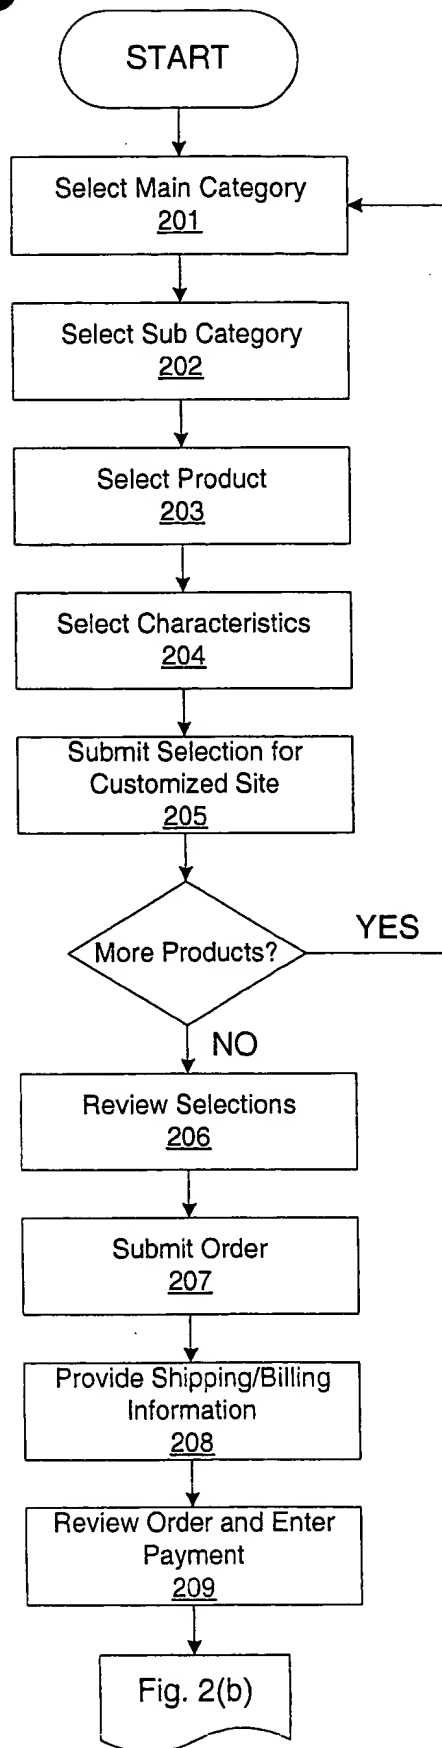 START
Select Main Category
201
Select Sub Category
202
Select Product
203
Select Characteristics
204
Submit Selection for
Customized Site
205
More Products?
YES
NO
Review Selections
206
Submit Order
207
Provide Shipping/Billing
Information
208
Review Order and Enter
Payment
209
Fig. 2(b)